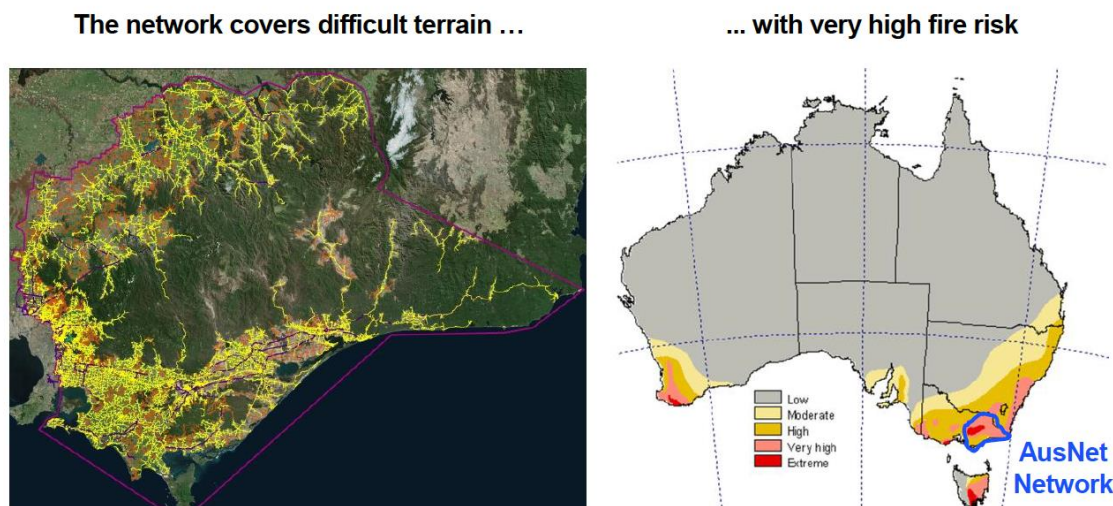 The network covers difficult terrain …
... with very high fire risk
Low
Moderate
High
Very high
Extreme
AusNet
Network